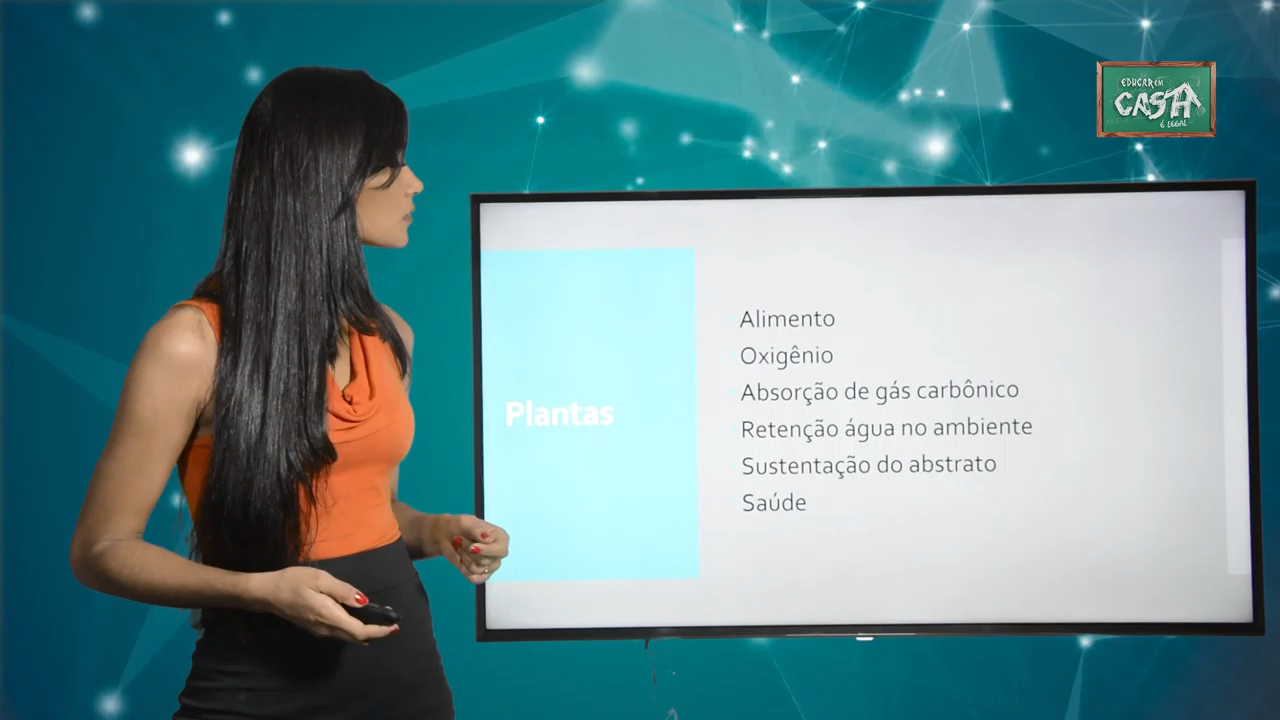 EDUCAR EM
CASA
É LEGAL
Plantas
Alimento
Oxigênio
Absorção de gás carbônico
Retenção água no ambiente
Sustentação do abstrato
Saúde